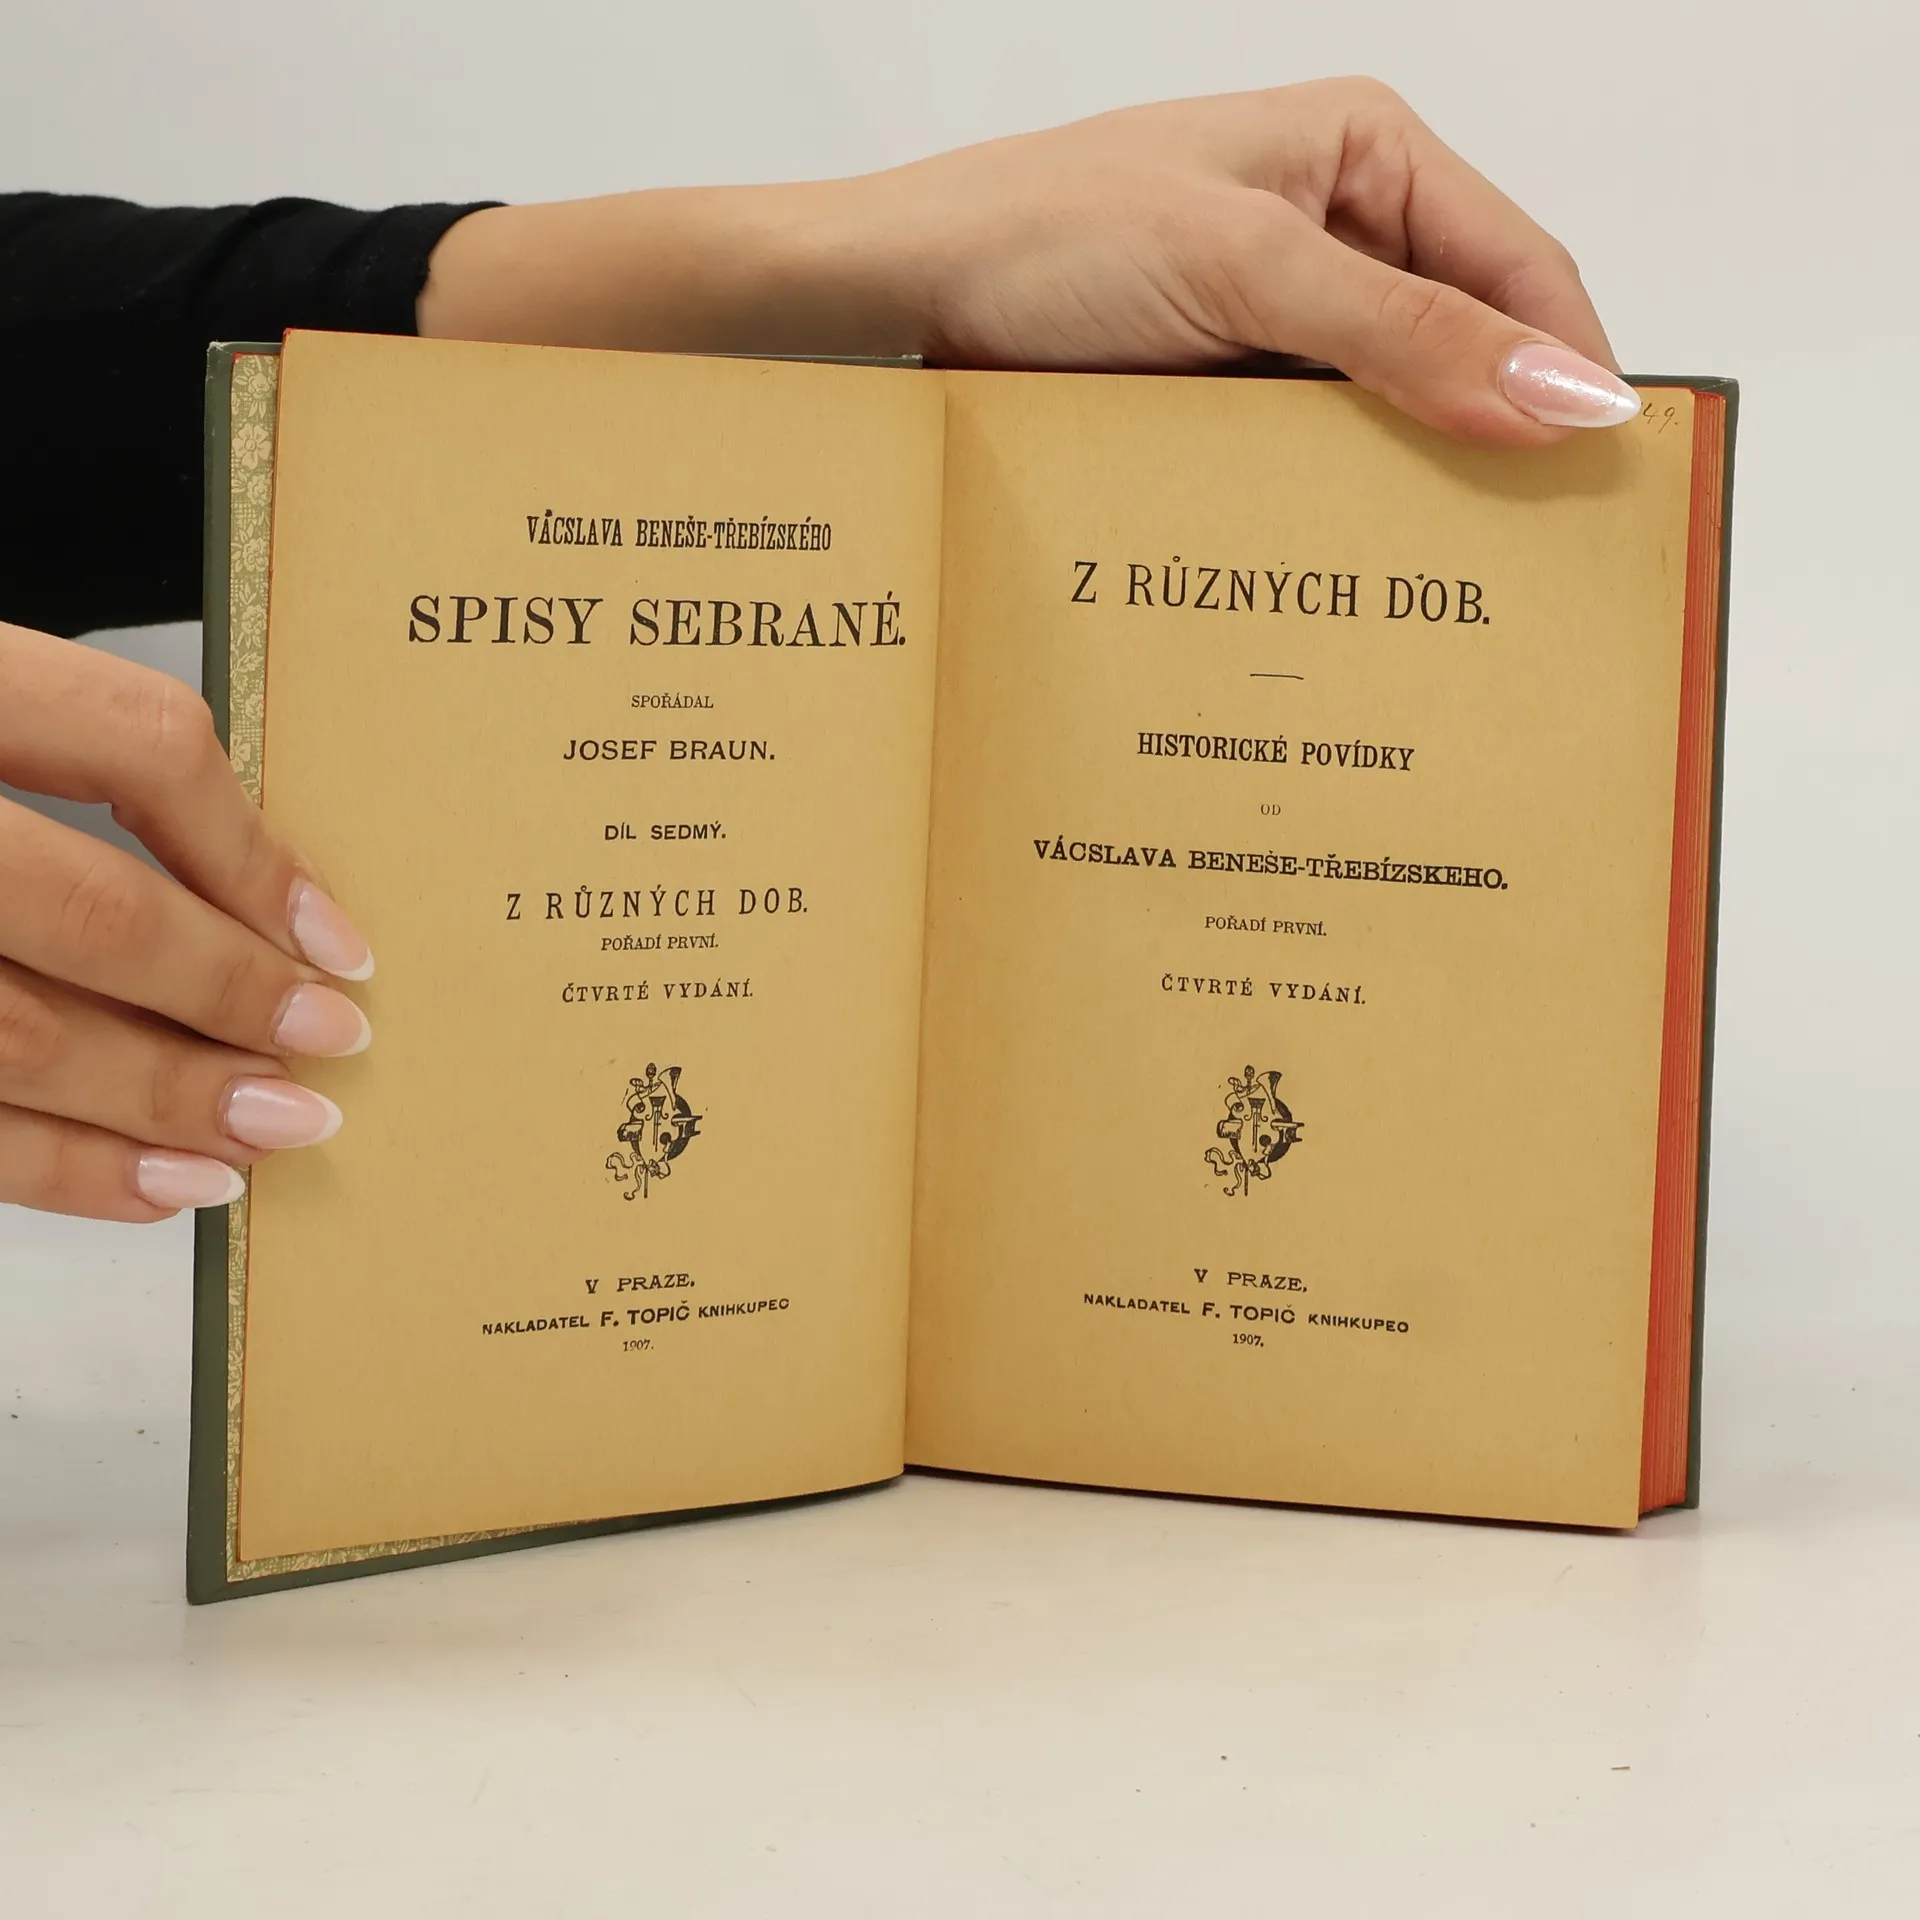 VÁCSLAVA BENEŠE-TŘEBÍZSKÉHO
SPISY SEBRANÉ.
SPOŘÁDAL
JOSEF BRAUN.
DÍL SEDMÝ.
Z RŮZNÝCH DOB.
POŘADÍ PRVNÍ.
ČTVRTÉ VYDÁNÍ.
V PRAZE.
NAKLADATEL F. TOPIČ KNIHKUPEC
1907.
49.
Z RŮZNÝCH DOB.
HISTORICKÉ POVÍDKY
OD
VÁCSLAVA BENEŠE-TŘEBÍZSKEHO.
POŘADÍ PRVNÍ.
ČTVRTÉ VYDÁNÍ.
V PRAZE,
NAKLADATEL F. TOPIČ KNIHKUPEC
1907.